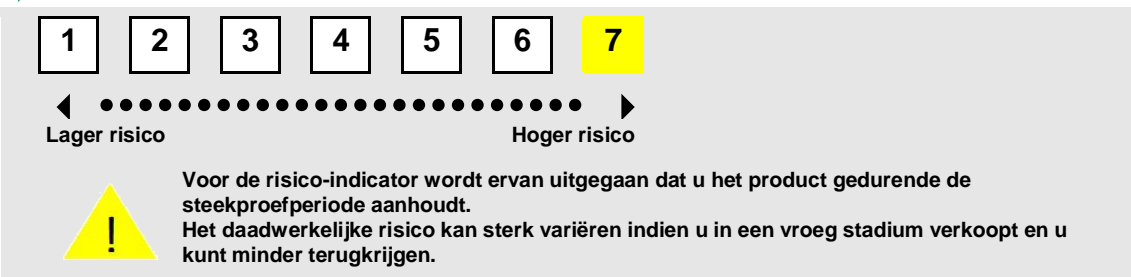 1 2 3 4 5 6 7
Lager risico Hoger risico
!
Voor de risico-indicator wordt ervan uitgegaan dat u het product gedurende de
steekproefperiode aanhoudt.
Het daadwerkelijke risico kan sterk variëren indien u in een vroeg stadium verkoopt en u
kunt minder terugkrijgen.